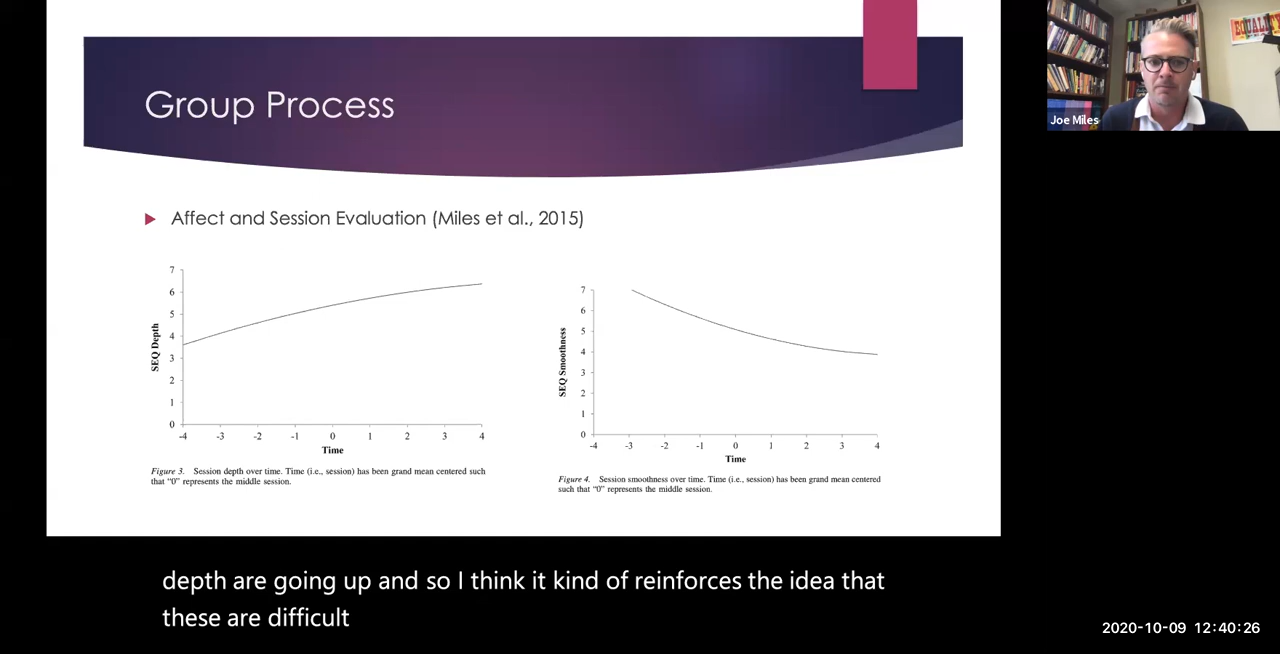 Group Process
Affect and Session Evaluation (Miles et al., 2015)
7
6
5
4
3
2
1
0
SEQ Depth
-4 -3 -2 -1 0 1 2 3 4
Time
Figure 3. Session depth over time. Time (i.e., session) has been grand mean centered such
that “0” represents the middle session.
7
6
5
4
3
2
1
0
SEQ Smoothness
-4 -3 -2 -1 0 1 2 3 4
Time
Figure 4. Session smoothness over time. Time (i.e., session) has been grand mean centered
such that “0” represents the middle session.
Joe Miles
depth are going up and so I think it kind of reinforces the idea that
these are difficult
2020-10-09 12:40:26